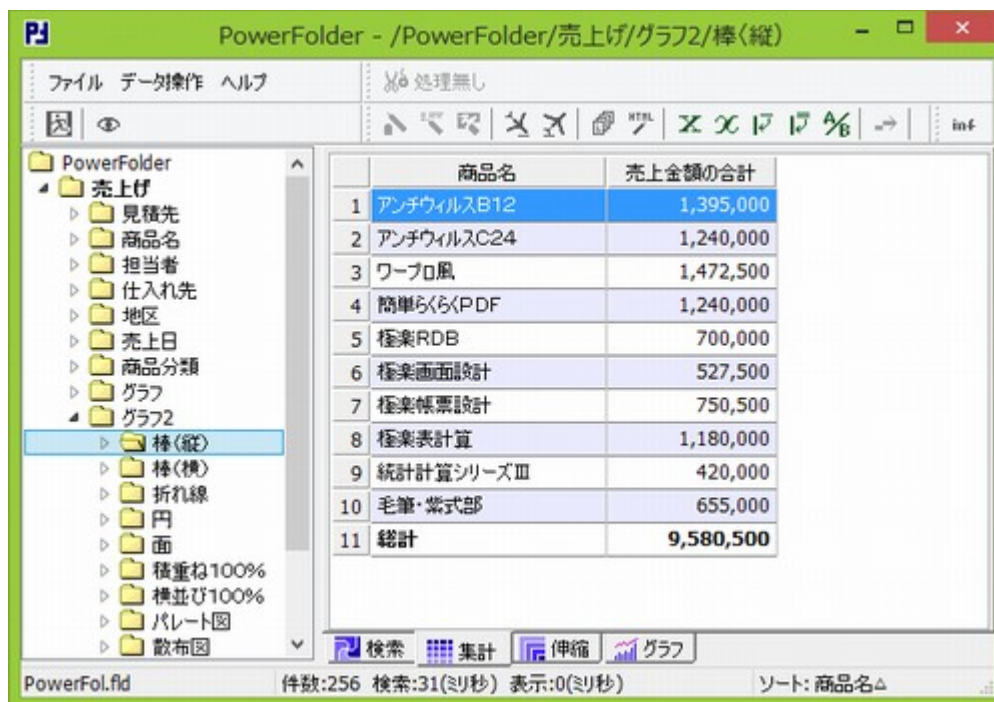 PowerFolder - /PowerFolder/売上げ/グラフ2/棒(縦)
ファイル データ操作 ヘルプ
処理無し
HTML A/B inf
PowerFolder
売上げ
見積先
商品名
担当者
仕入れ先
地区
売上日
商品分類
グラフ
グラフ2
棒(縦)
棒(横)
折れ線
円
面
積重ね100%
横並び100%
パレート図
散布図
商品名 売上金額の合計
1 アンチウィルスB12 1,395,000
2 アンチウィルスC24 1,240,000
3 ワープロ風 1,472,500
4 簡単らくらくPDF 1,240,000
5 極楽RDB 700,000
6 極楽画面設計 527,500
7 極楽帳票設計 750,500
8 極楽表計算 1,180,000
9 統計計算シリーズⅢ 420,000
10 毛筆・紫式部 655,000
11 総計 9,580,500
検索 集計 伸縮 グラフ
PowerFol.fld 件数:256 検索:31(ミリ秒) 表示:0(ミリ秒) ソート: 商品名△